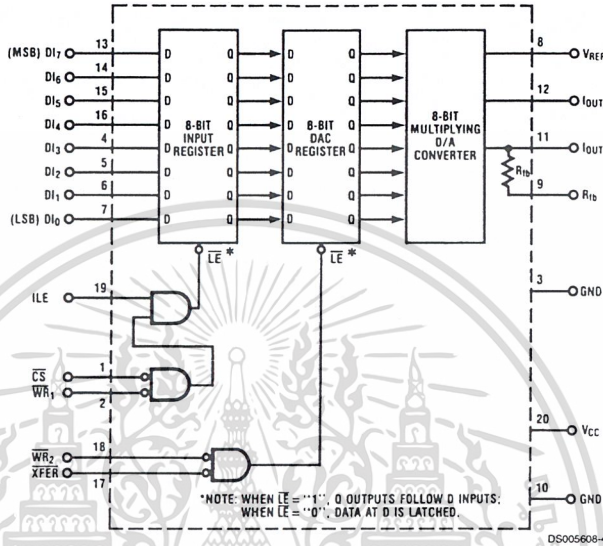 (MSB) DI7 13 D Q D Q 8 VREF
DI6 14 D Q D Q
DI5 15 D Q D Q 12 IOUT
DI4 16 D Q D Q
8-BIT INPUT REGISTER
8-BIT DAC REGISTER
8-BIT MULTIPLYING D/A CONVERTER
DI3 4 D Q D Q 11 IOUT
DI2 5 D Q D Q Rfb
DI1 6 D Q D Q 9 Rfb
(LSB) DI0 7 D Q D Q
LE * LE *
ILE 19 3 GND
CS 1
WR1 2
20 VCC
WR2 18
XFER 17
10 GND
*NOTE: WHEN LE = "1", Q OUTPUTS FOLLOW D INPUTS;
WHEN LE = "0", DATA AT D IS LATCHED.